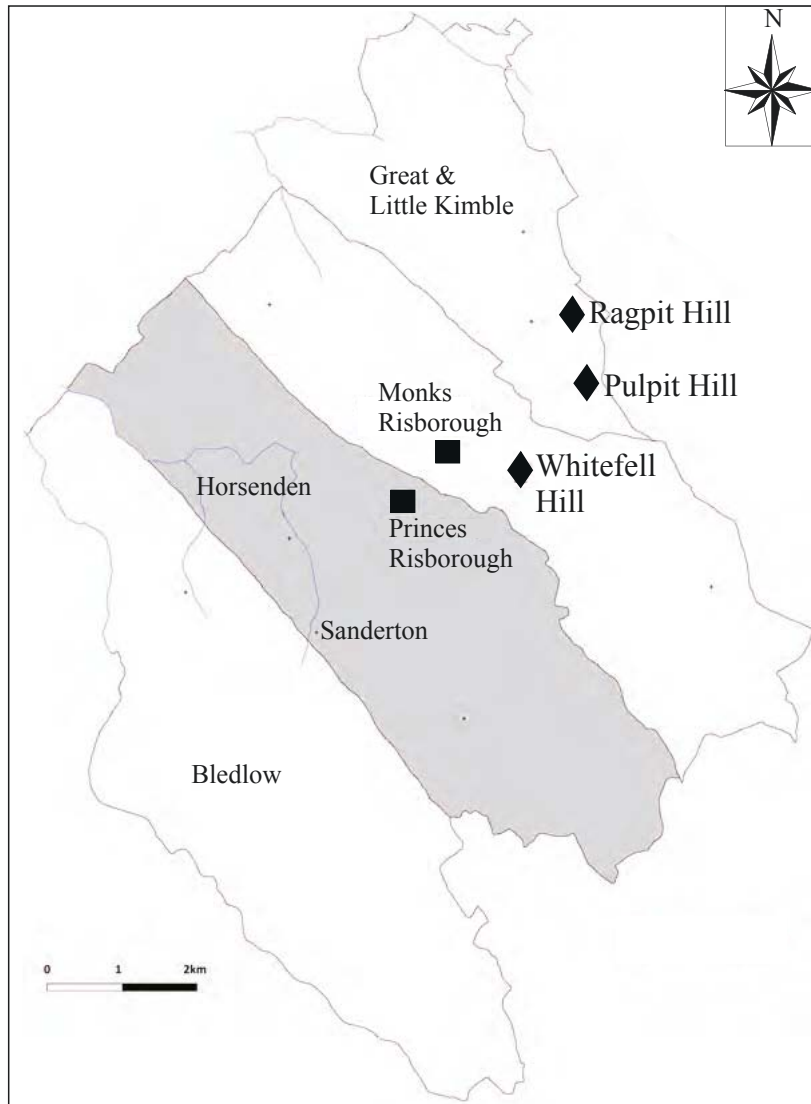 N
Great &
Little Kimble
Ragpit Hill
Pulpit Hill
Monks
Risborough
Whitefell
Hill
Horsenden
Princes
Risborough
Sanderton
Bledlow
0 1 2km